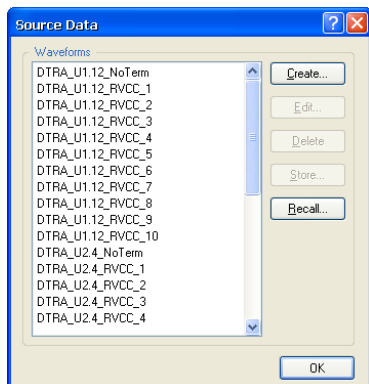 Source Data
Waveforms
DTRA_U1.12_NoTerm
DTRA_U1.12_RVCC_1
DTRA_U1.12_RVCC_2
DTRA_U1.12_RVCC_3
DTRA_U1.12_RVCC_4
DTRA_U1.12_RVCC_5
DTRA_U1.12_RVCC_6
DTRA_U1.12_RVCC_7
DTRA_U1.12_RVCC_8
DTRA_U1.12_RVCC_9
DTRA_U1.12_RVCC_10
DTRA_U2.4_NoTerm
DTRA_U2.4_RVCC_1
DTRA_U2.4_RVCC_2
DTRA_U2.4_RVCC_3
DTRA_U2.4_RVCC_4
Create...
Edit...
Delete
Store...
Recall...
OK